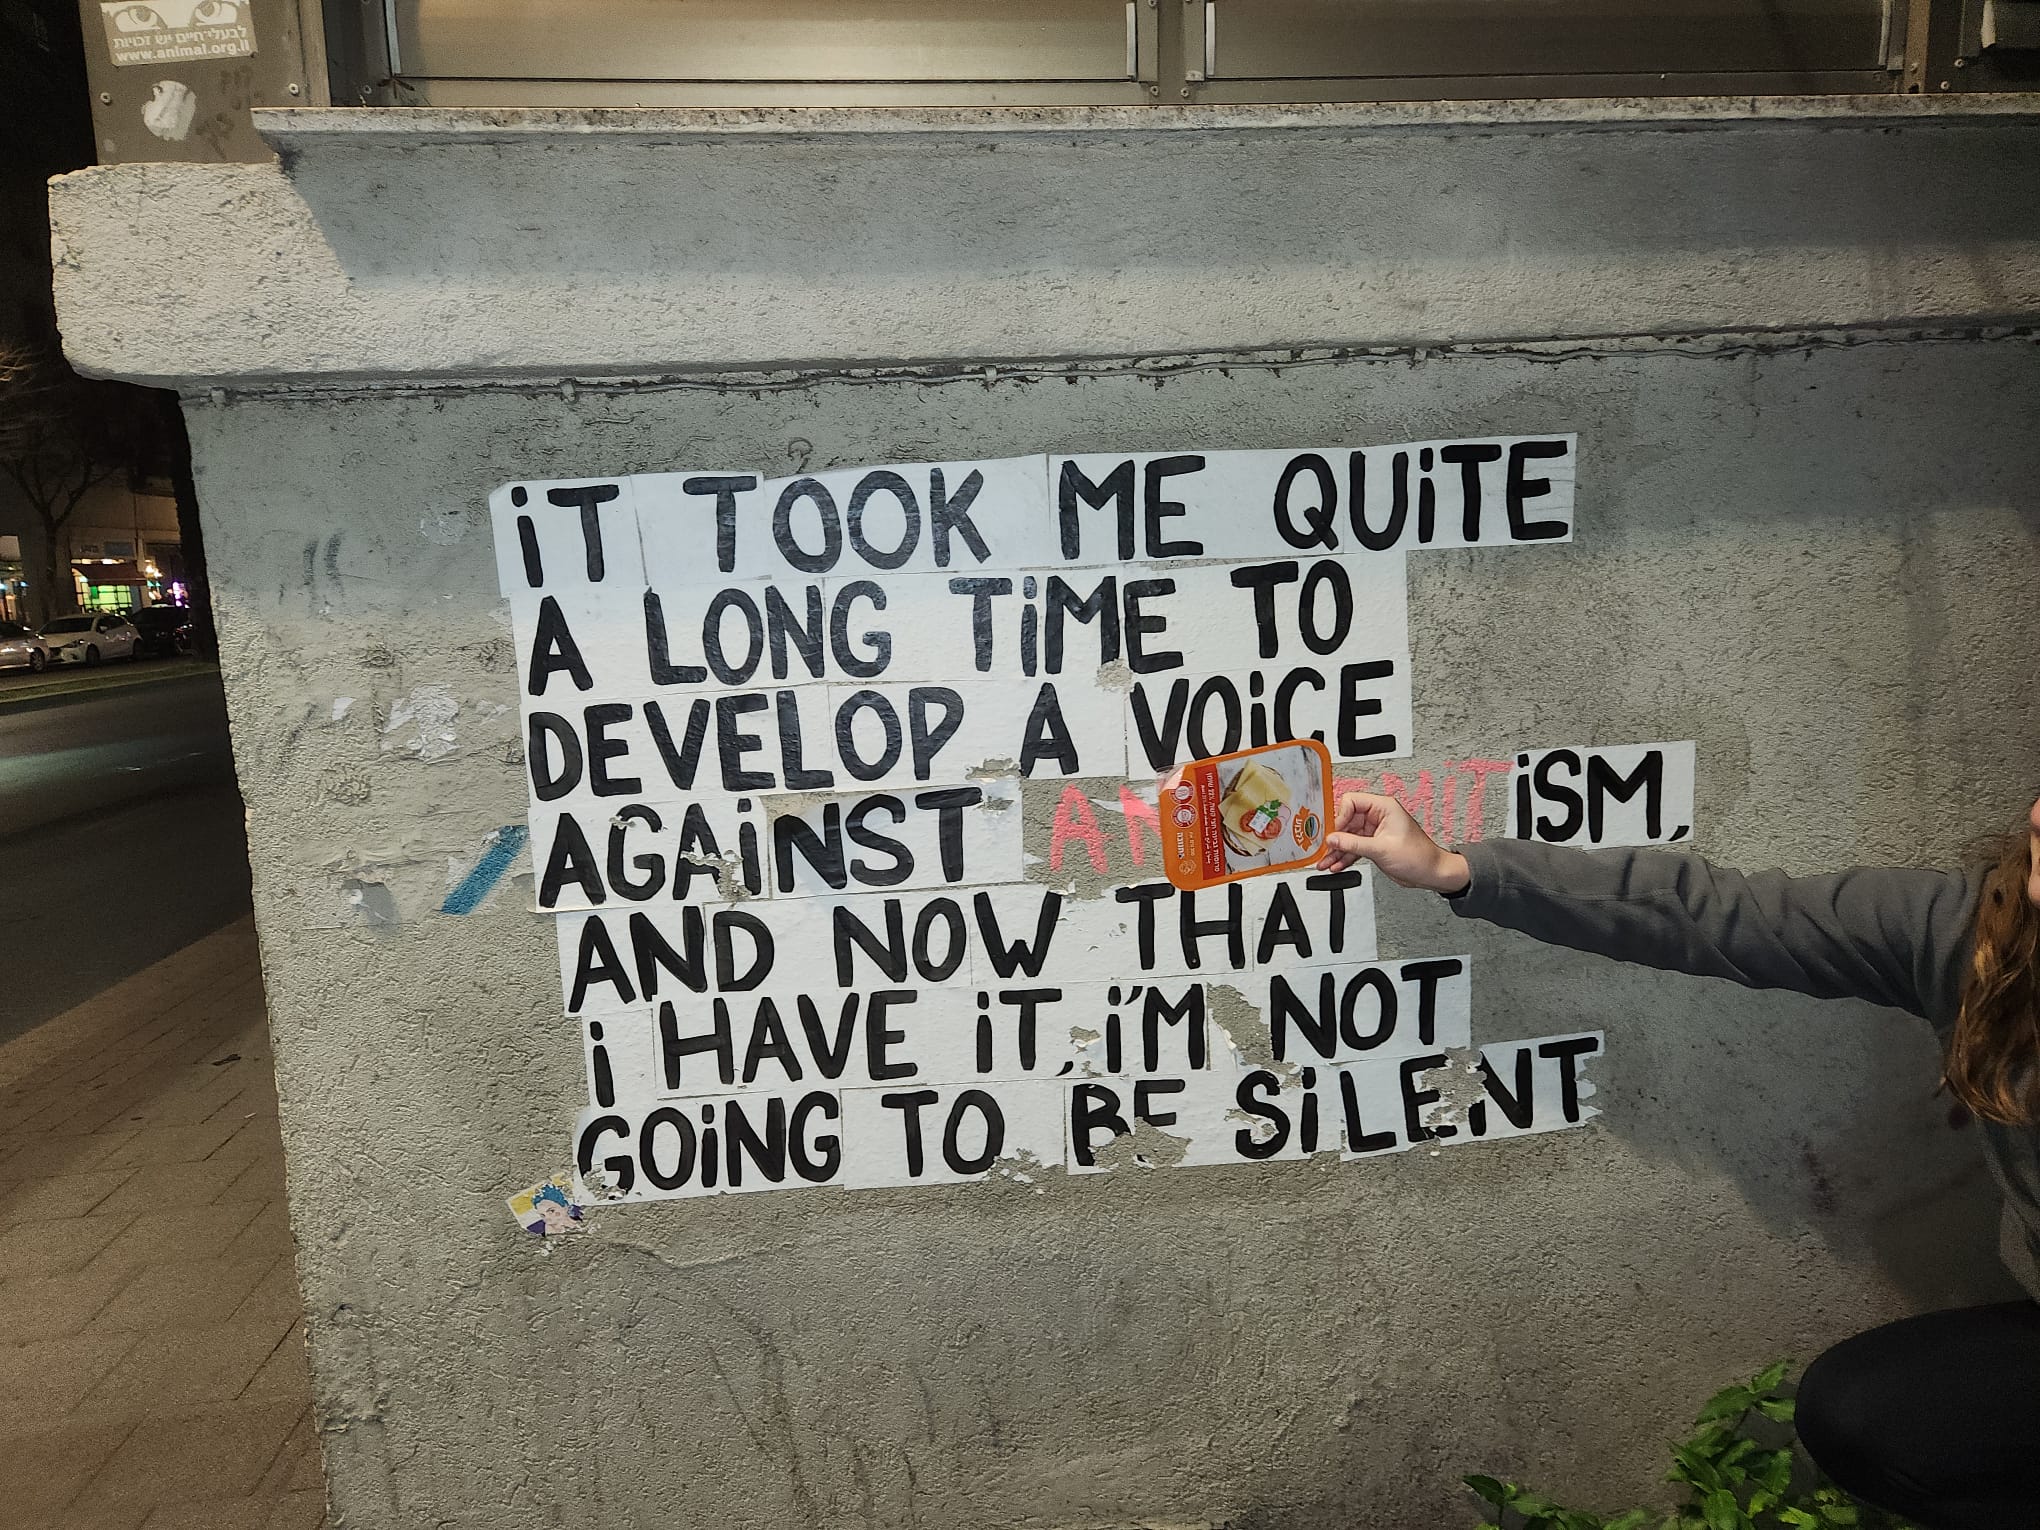 לבעלי־חיים יש זכויות
www.animal.org.il
iT TOOK ME QUiTE
A LONG TiME TO
DEVELOP A VOiCE
AGAiNST iSM,
AND NOW THAT
i HAVE iT, i'M NOT
GOiNG TO BE SiLENT